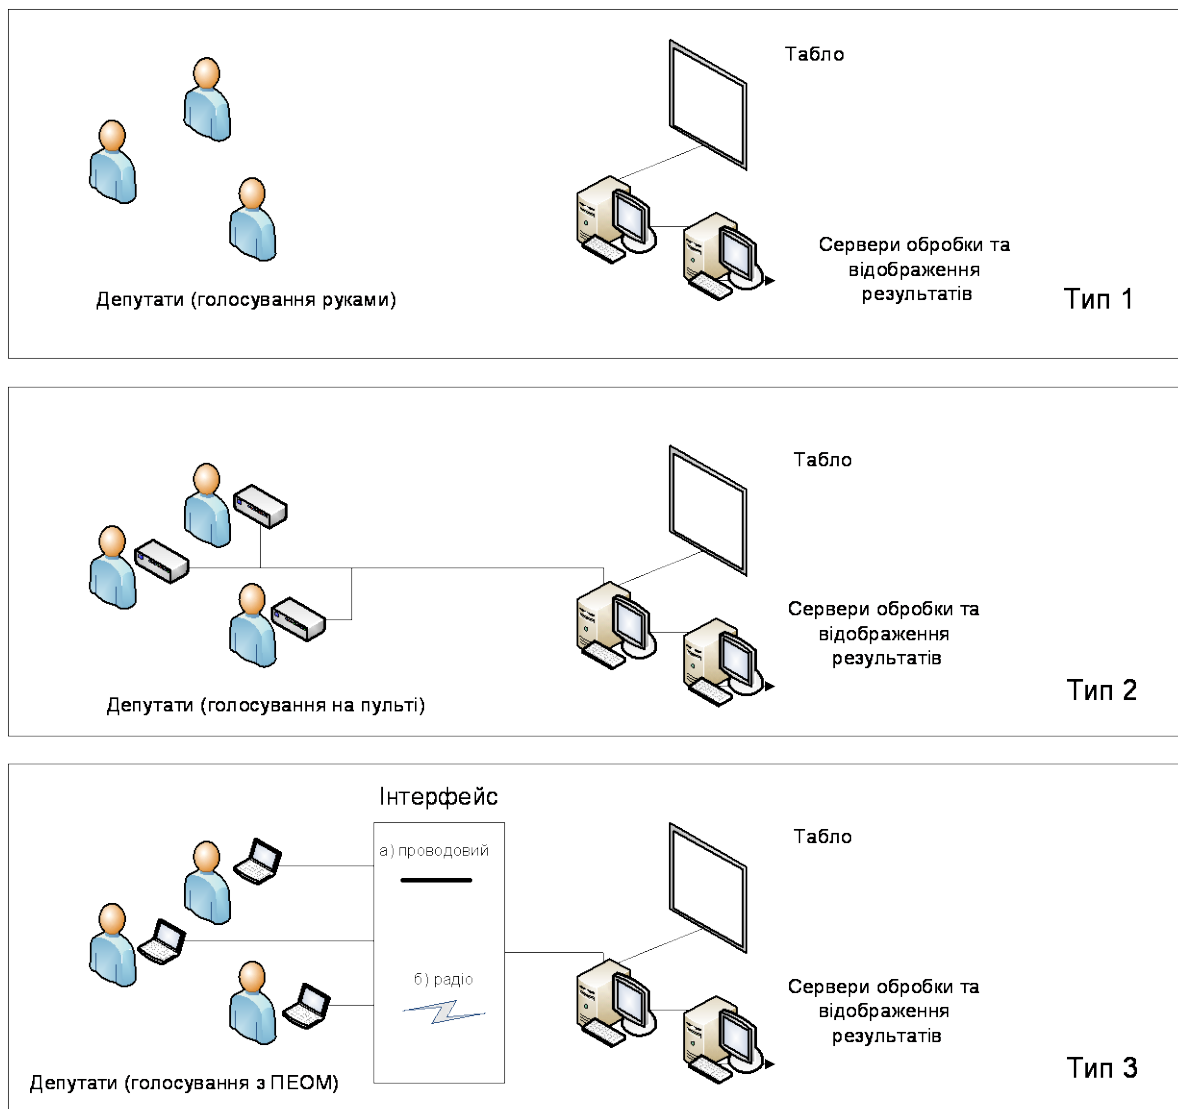 Табло
Сервери обробки та
відображення
результатів
Депутати (голосування руками)
Тип 1
Табло
Сервери обробки та
відображення
результатів
Депутати (голосування на пульті)
Тип 2
Інтерфейс
а) проводовий
б) радіо
Табло
Сервери обробки та
відображення
результатів
Депутати (голосування з ПЕОМ)
Тип 3